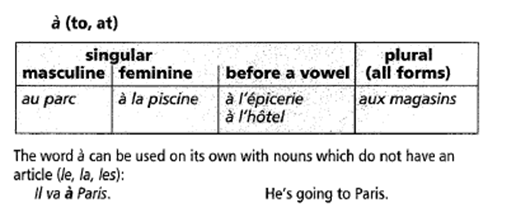 à (to, at)
singular plural
masculine feminine before a vowel (all forms)
au parc à la piscine à l'épicerie aux magasins
à l'hôtel
The word à can be used on its own with nouns which do not have an
article (le, la, les):
Il va à Paris. He's going to Paris.